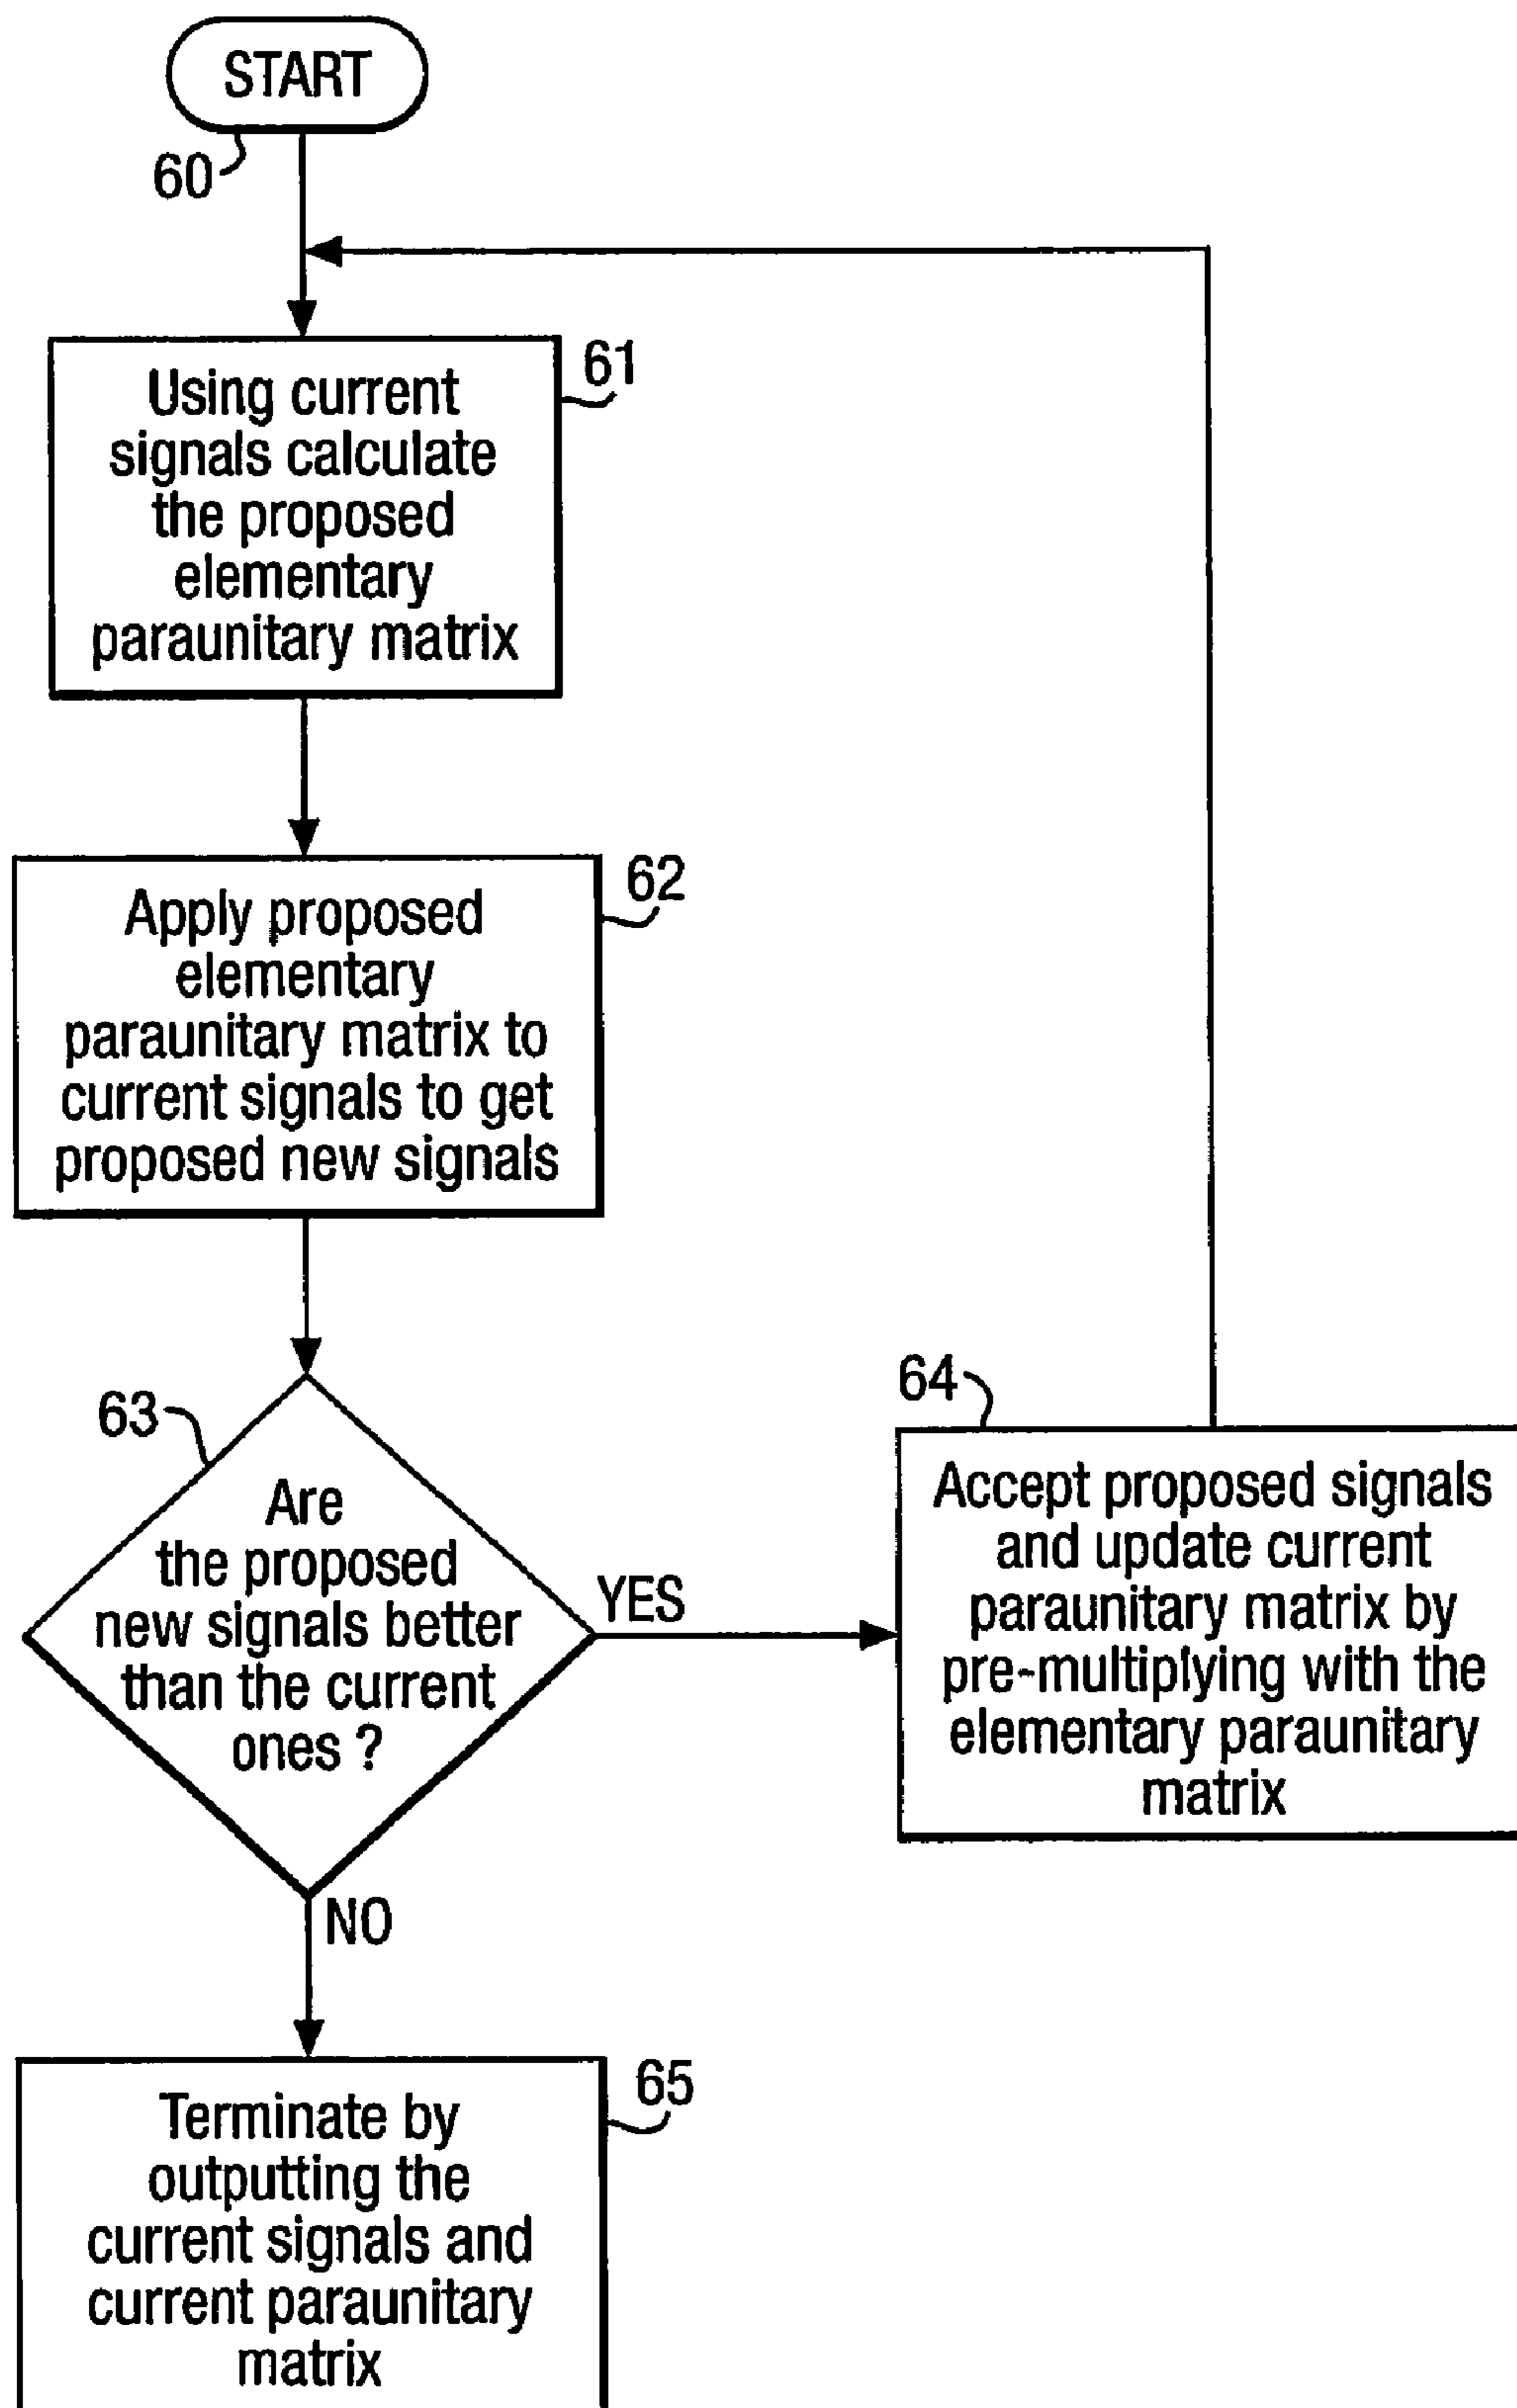 START
60
61
Using current
signals calculate
the proposed
elementary
paraunitary matrix
62
Apply proposed
elementary
paraunitary matrix to
current signals to get
proposed new signals
63
Are
the proposed
new signals better
than the current
ones ?
YES
64
Accept proposed signals
and update current
paraunitary matrix by
pre-multiplying with the
elementary paraunitary
matrix
NO
65
Terminate by
outputting the
current signals and
current paraunitary
matrix